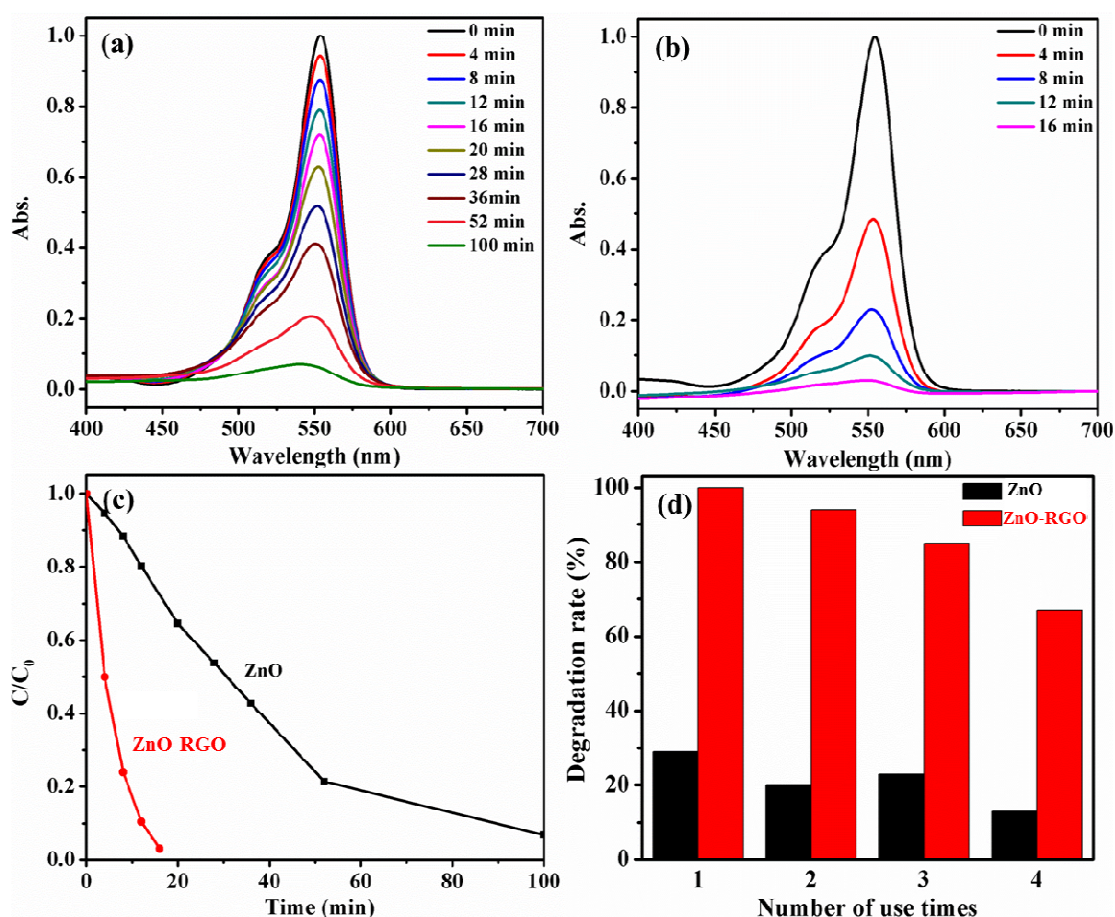 (a)
0 min
4 min
8 min
12 min
16 min
20 min
28 min
36min
52 min
100 min
1.0
0.8
0.6
0.4
0.2
0.0
Abs.
400 450 500 550 600 650 700
Wavelength (nm)
(b)
0 min
4 min
8 min
12 min
16 min
1.0
0.8
0.6
0.4
0.2
0.0
Abs.
400 450 500 550 600 650 700
Wavelength (nm)
(c)
1.0
0.8
0.6
0.4
0.2
0.0
C/C0
ZnO
ZnO RGO
0 20 40 60 80 100
Time (min)
(d)
ZnO
ZnO-RGO
100
80
60
40
20
0
Degradation rate (%)
1 2 3 4
Number of use times